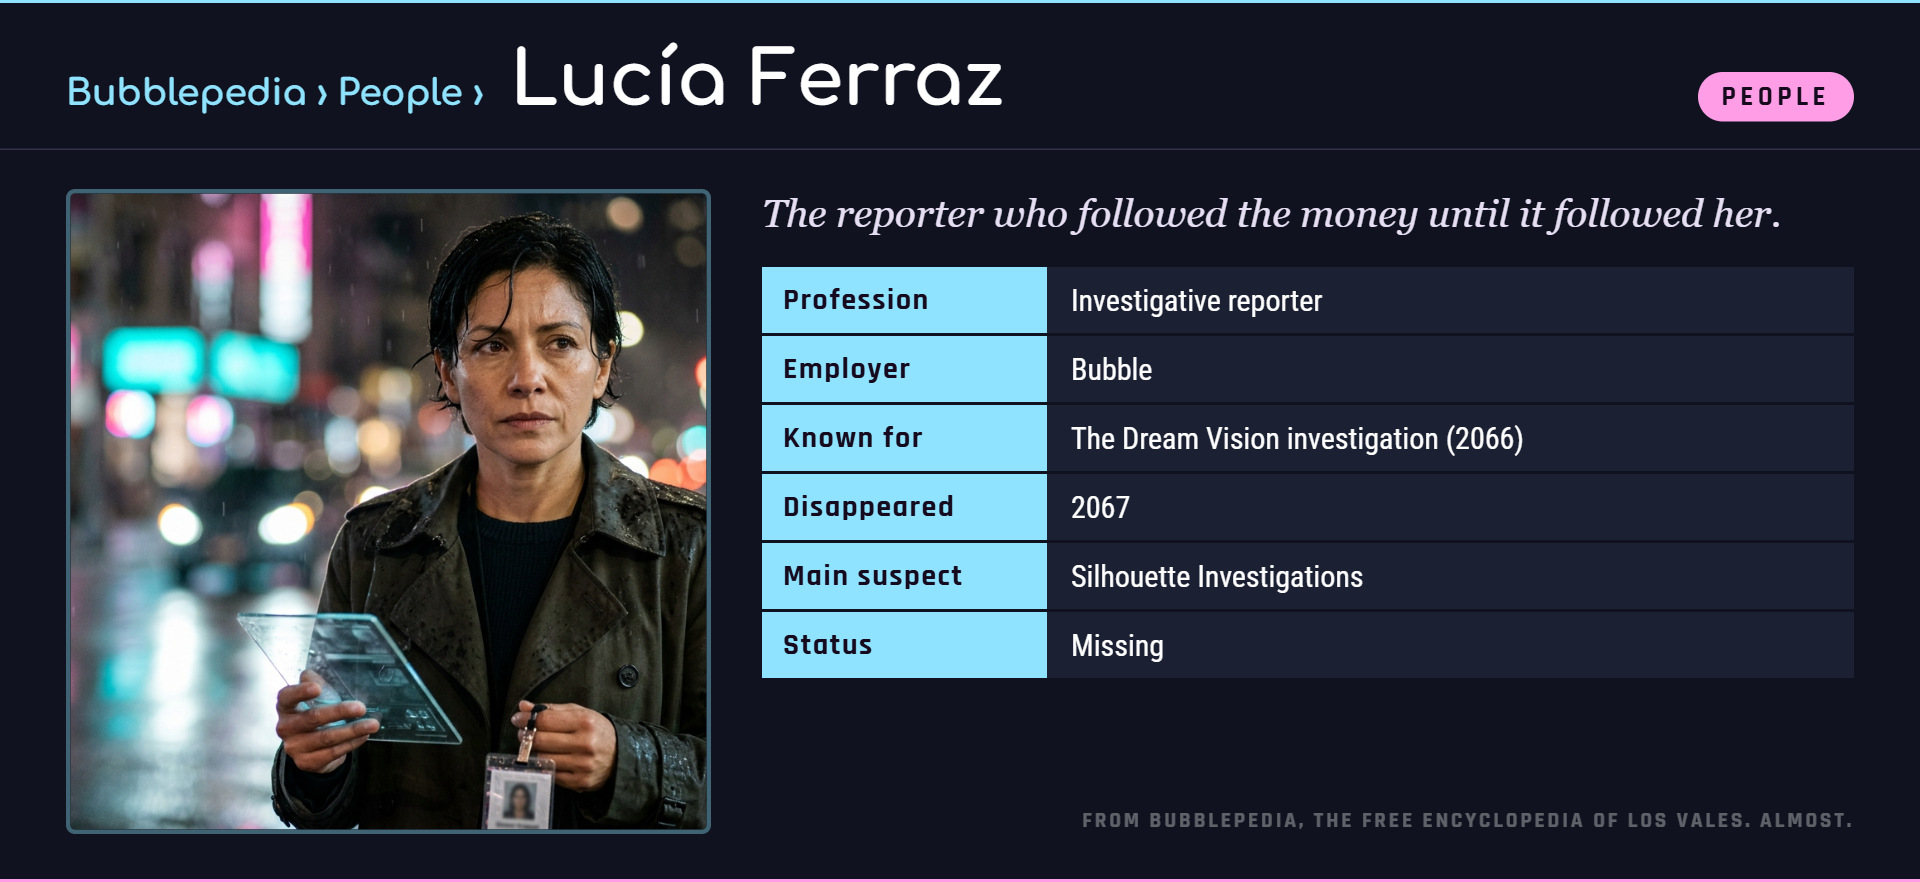 Bubblepedia › People › Lucía Ferraz
PEOPLE
The reporter who followed the money until it followed her.
Profession Investigative reporter
Employer Bubble
Known for The Dream Vision investigation (2066)
Disappeared 2067
Main suspect Silhouette Investigations
Status Missing
FROM BUBBLEPEDIA, THE FREE ENCYCLOPEDIA OF LOS VALES. ALMOST.